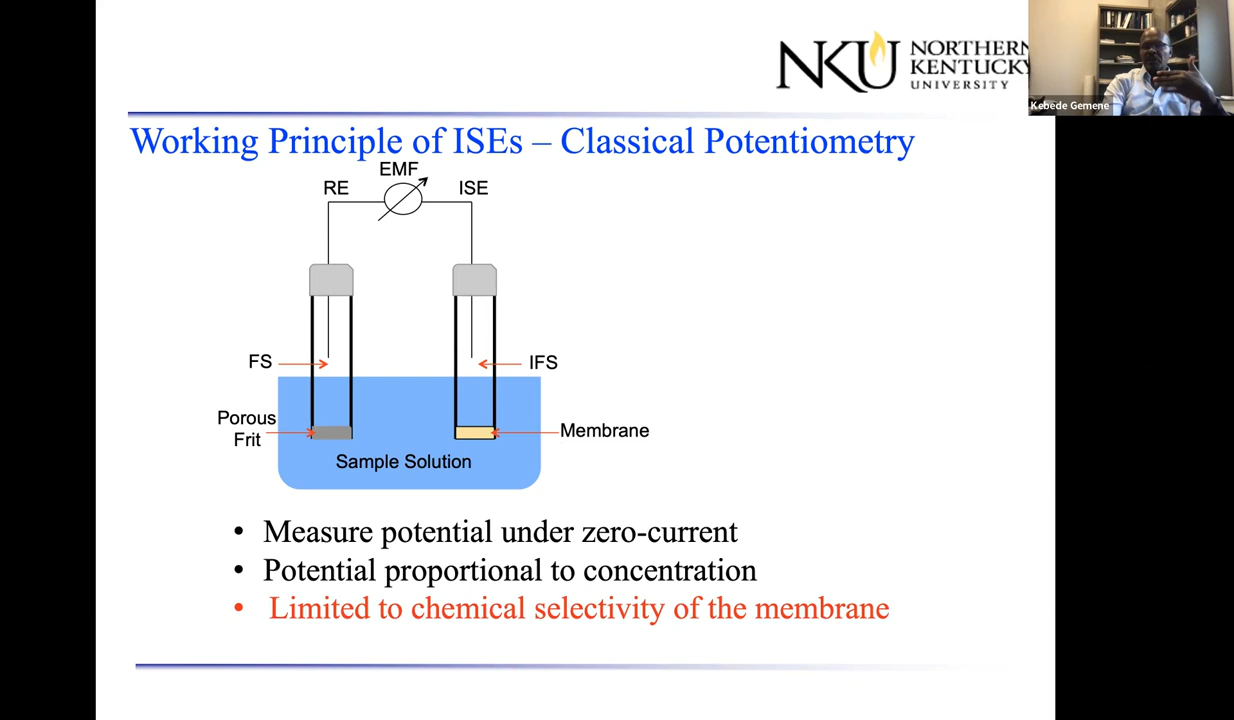 NKU NORTHERN
KENTUCKY
UNIVERSITY
Kebede Gemene
Working Principle of ISEs – Classical Potentiometry
EMF
RE
ISE
FS
IFS
Porous
Frit
Membrane
Sample Solution
• Measure potential under zero-current
• Potential proportional to concentration
• Limited to chemical selectivity of the membrane